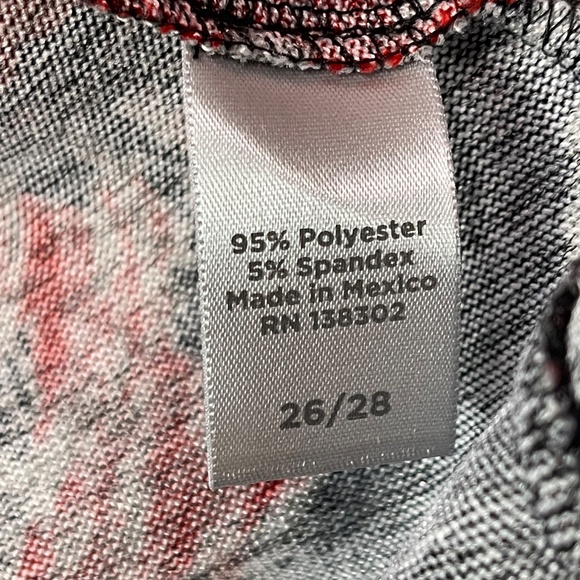 95% Polyester
5% Spandex
Made in Mexico
RN 138302
26/28